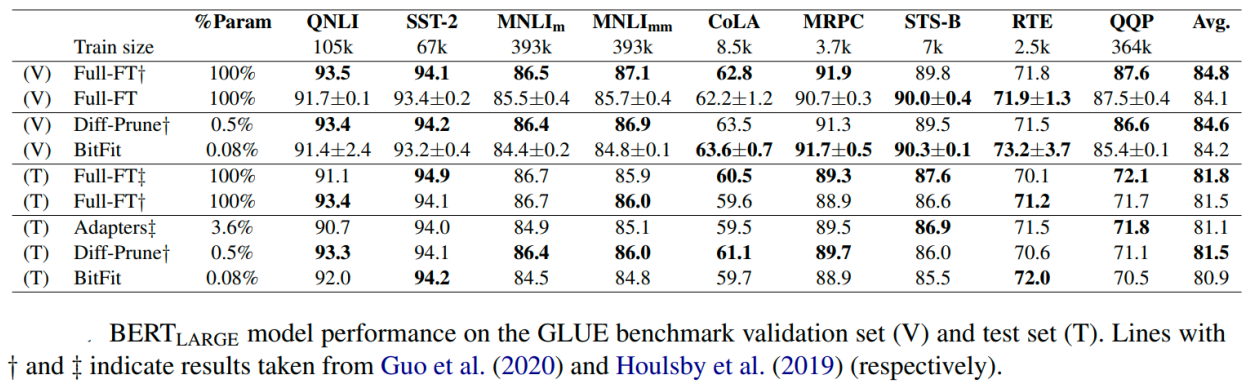 %Param QNLI SST-2 MNLIm MNLImm CoLA MRPC STS-B RTE QQP Avg.
Train size 105k 67k 393k 393k 8.5k 3.7k 7k 2.5k 364k
(V) Full-FT† 100% 93.5 94.1 86.5 87.1 62.8 91.9 89.8 71.8 87.6 84.8
(V) Full-FT 100% 91.7±0.1 93.4±0.2 85.5±0.4 85.7±0.4 62.2±1.2 90.7±0.3 90.0±0.4 71.9±1.3 87.5±0.4 84.1
(V) Diff-Prune† 0.5% 93.4 94.2 86.4 86.9 63.5 91.3 89.5 71.5 86.6 84.6
(V) BitFit 0.08% 91.4±2.4 93.2±0.4 84.4±0.2 84.8±0.1 63.6±0.7 91.7±0.5 90.3±0.1 73.2±3.7 85.4±0.1 84.2
(T) Full-FT‡ 100% 91.1 94.9 86.7 85.9 60.5 89.3 87.6 70.1 72.1 81.8
(T) Full-FT† 100% 93.4 94.1 86.7 86.0 59.6 88.9 86.6 71.2 71.7 81.5
(T) Adapters‡ 3.6% 90.7 94.0 84.9 85.1 59.5 89.5 86.9 71.5 71.8 81.1
(T) Diff-Prune† 0.5% 93.3 94.1 86.4 86.0 61.1 89.7 86.0 70.6 71.1 81.5
(T) BitFit 0.08% 92.0 94.2 84.5 84.8 59.7 88.9 85.5 72.0 70.5 80.9
BERTLARGE model performance on the GLUE benchmark validation set (V) and test set (T). Lines with
† and ‡ indicate results taken from Guo et al. (2020) and Houlsby et al. (2019) (respectively).